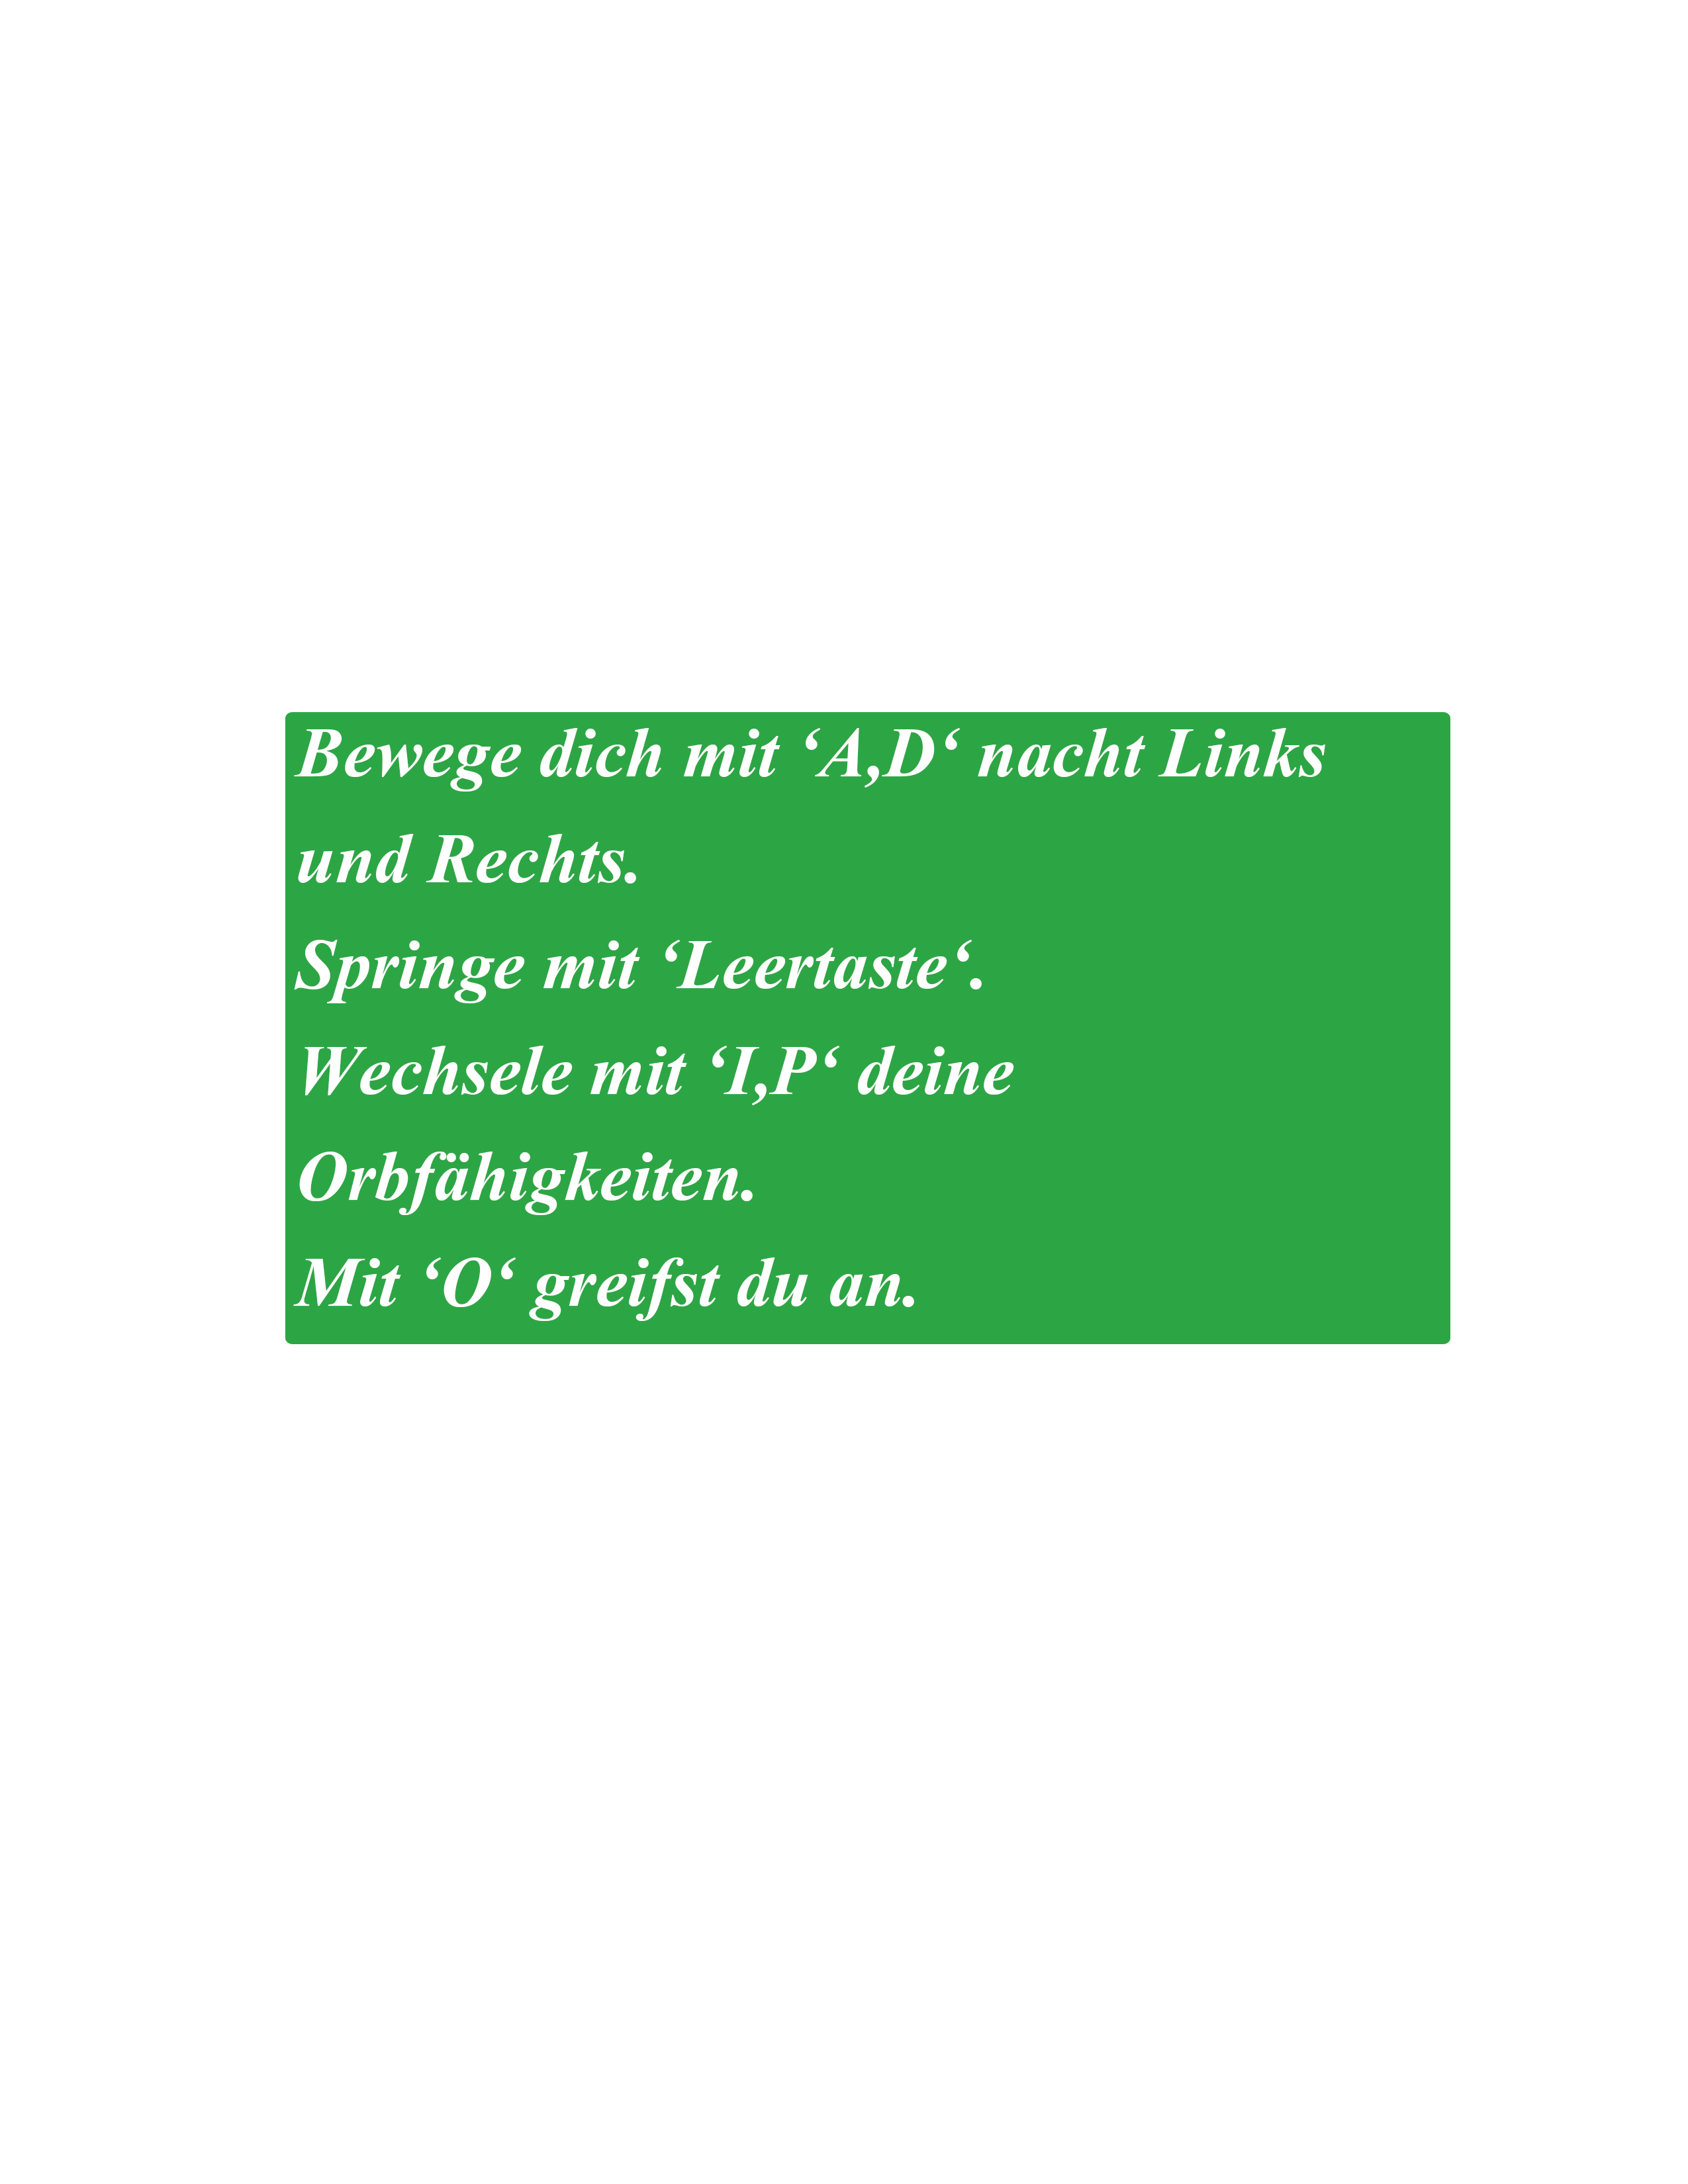 Bewege dich mit ‘A,D‘ nacht Links
und Rechts.
Springe mit ‘Leertaste‘.
Wechsele mit ‘I,P‘ deine
Orbfähigkeiten.
Mit ‘O‘ greifst du an.